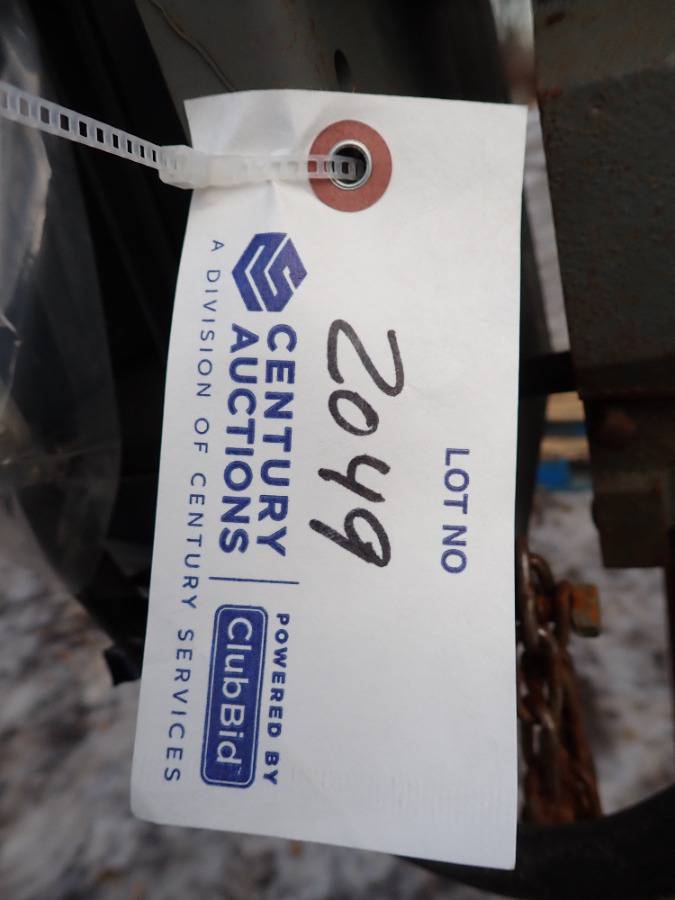 LOT NO
2049
CENTURY
AUCTIONS
A DIVISION OF CENTURY SERVICES
POWERED BY
ClubBid